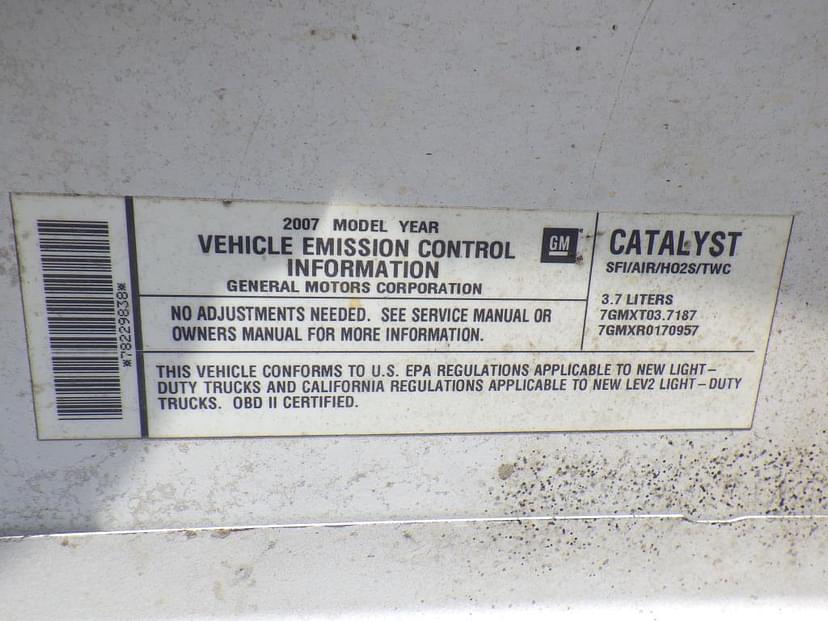 *78229838*
2007 MODEL YEAR
VEHICLE EMISSION CONTROL
INFORMATION
GENERAL MOTORS CORPORATION
GM
NO ADJUSTMENTS NEEDED. SEE SERVICE MANUAL OR
OWNERS MANUAL FOR MORE INFORMATION.
CATALYST
SFI/AIR/HO2S/TWC
3.7 LITERS
7GMXT03.7187
7GMXR0170957
THIS VEHICLE CONFORMS TO U.S. EPA REGULATIONS APPLICABLE TO NEW LIGHT–
DUTY TRUCKS AND CALIFORNIA REGULATIONS APPLICABLE TO NEW LEV2 LIGHT–DUTY
TRUCKS. OBD II CERTIFIED.